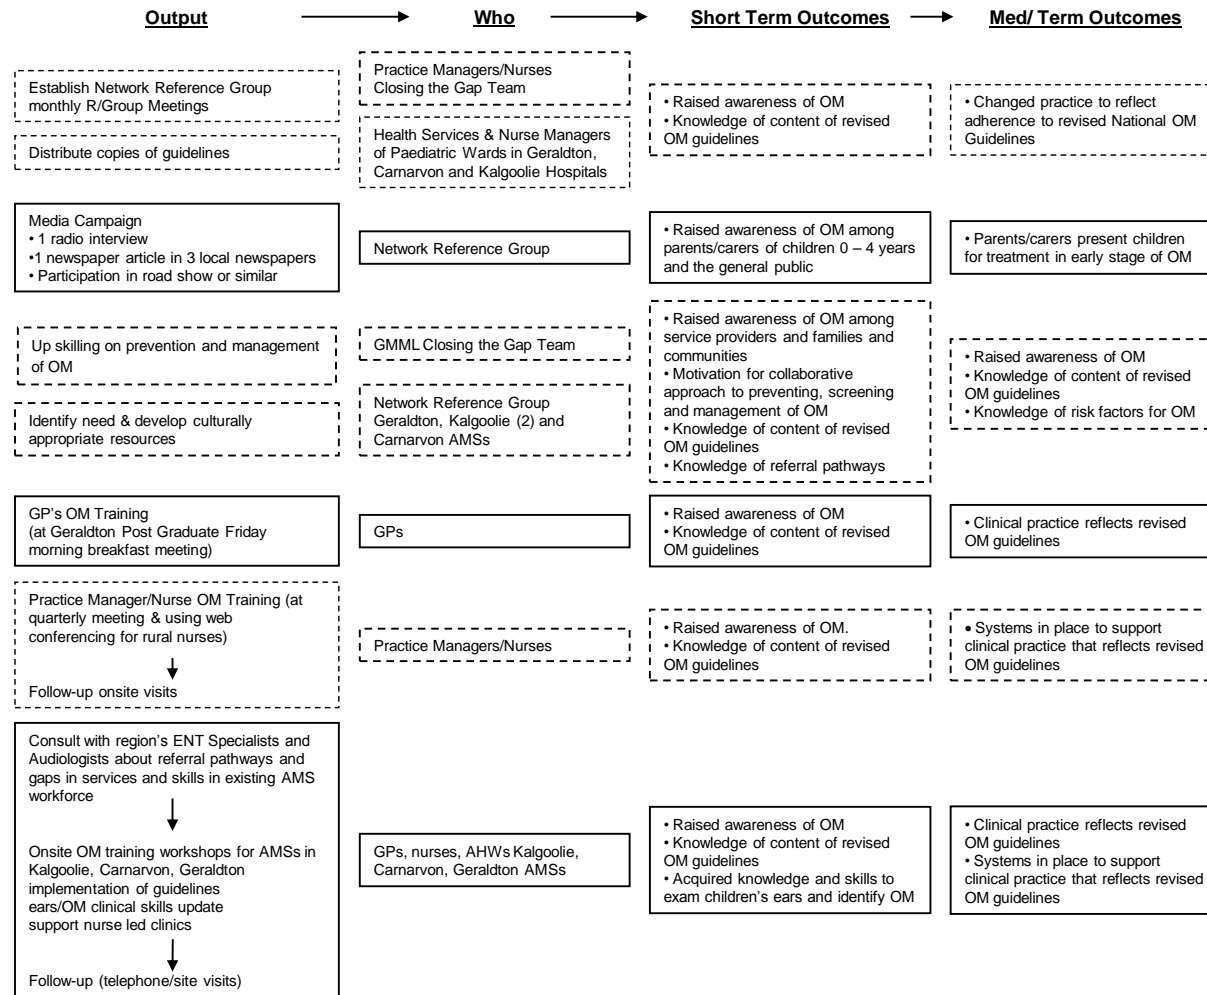 Output
Who
Short Term Outcomes
Med/ Term Outcomes
Establish Network Reference Group
monthly R/Group Meetings
Distribute copies of guidelines
Practice Managers/Nurses
Closing the Gap Team
Health Services & Nurse Managers
of Paediatric Wards in Geraldton,
Carnarvon and Kalgoolie Hospitals
• Raised awareness of OM
• Knowledge of content of revised
OM guidelines
• Changed practice to reflect
adherence to revised National OM
Guidelines
Media Campaign
• 1 radio interview
•1 newspaper article in 3 local newspapers
• Participation in road show or similar
Network Reference Group
• Raised awareness of OM among
parents/carers of children 0 – 4 years
and the general public
• Parents/carers present children
for treatment in early stage of OM
Up skilling on prevention and management
of OM
Identify need & develop culturally
appropriate resources
GMML Closing the Gap Team
Network Reference Group
Geraldton, Kalgoolie (2) and
Carnarvon AMSs
• Raised awareness of OM among
service providers and families and
communities
• Motivation for collaborative
approach to preventing, screening
and management of OM
• Knowledge of content of revised
OM guidelines
• Knowledge of referral pathways
• Raised awareness of OM
• Knowledge of content of revised
OM guidelines
• Knowledge of risk factors for OM
GP's OM Training
(at Geraldton Post Graduate Friday
morning breakfast meeting)
GPs
• Raised awareness of OM
• Knowledge of content of revised
OM guidelines
• Clinical practice reflects revised
OM guidelines
Practice Manager/Nurse OM Training (at
quarterly meeting & using web
conferencing for rural nurses)
Follow-up onsite visits
Practice Managers/Nurses
• Raised awareness of OM.
• Knowledge of content of revised
OM guidelines
• Systems in place to support
clinical practice that reflects revised
OM guidelines
Consult with region's ENT Specialists and
Audiologists about referral pathways and
gaps in services and skills in existing AMS
workforce
Onsite OM training workshops for AMSs in
Kalgoolie, Carnarvon, Geraldton
implementation of guidelines
ears/OM clinical skills update
support nurse led clinics
Follow-up (telephone/site visits)
GPs, nurses, AHWs Kalgoolie,
Carnarvon, Geraldton AMSs
• Raised awareness of OM
• Knowledge of content of revised
OM guidelines
• Acquired knowledge and skills to
exam children's ears and identify OM
• Clinical practice reflects revised
OM guidelines
• Systems in place to support
clinical practice that reflects revised
OM guidelines